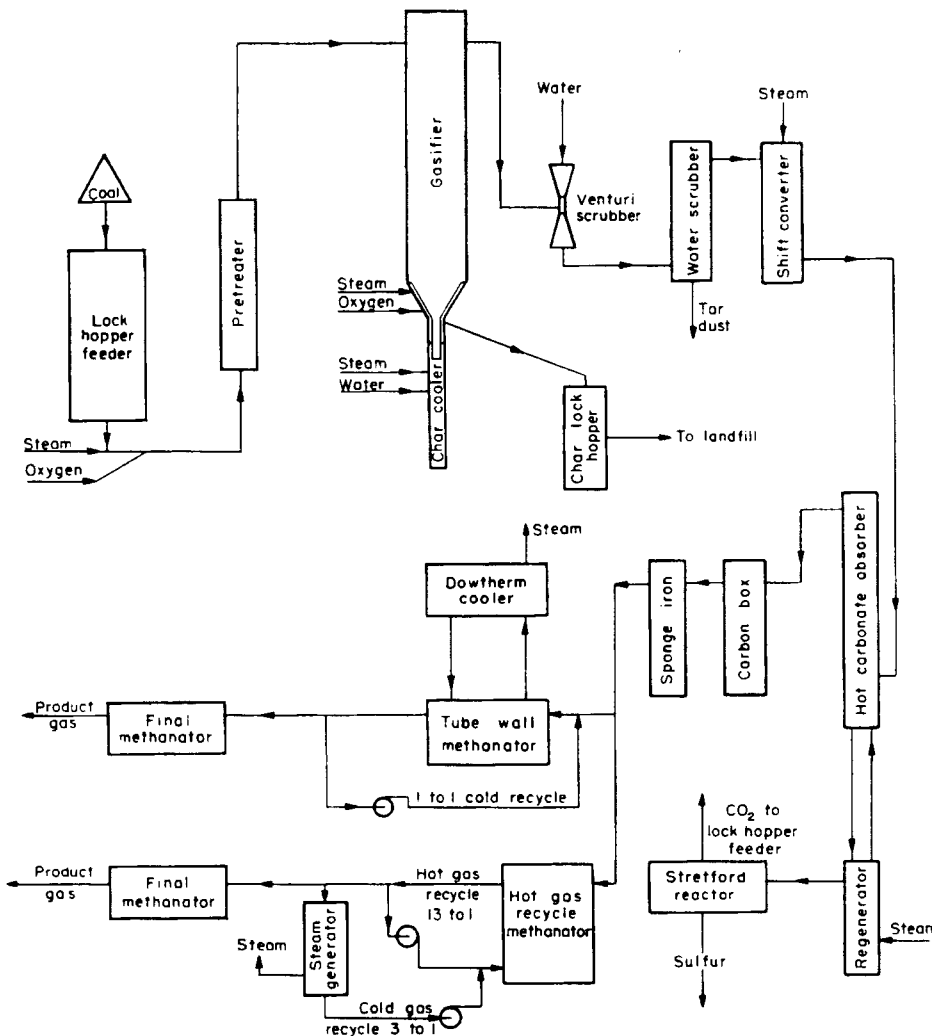 Gasifier
Water
Steam
Coal
Venturi
scrubber
Water scrubber
Shift converter
Pretreater
Steam
Oxygen
Lock
hopper
feeder
Tar
dust
Steam
Water
Char cooler
Char lock
hopper
To landfill
Steam
Oxygen
Steam
Dowtherm
cooler
Sponge iron
Carbon box
Hot carbonate absorber
Product
gas
Final
methanator
Tube wall
methanator
1 to 1 cold recycle
CO₂ to
lock hopper
feeder
Product
gas
Final
methanator
Hot gas
recycle
13 to 1
Hot gas
recycle
methanator
Stretford
reactor
Regenerator
Steam
Steam
Steam
generator
Sulfur
Cold gas
recycle 3 to 1